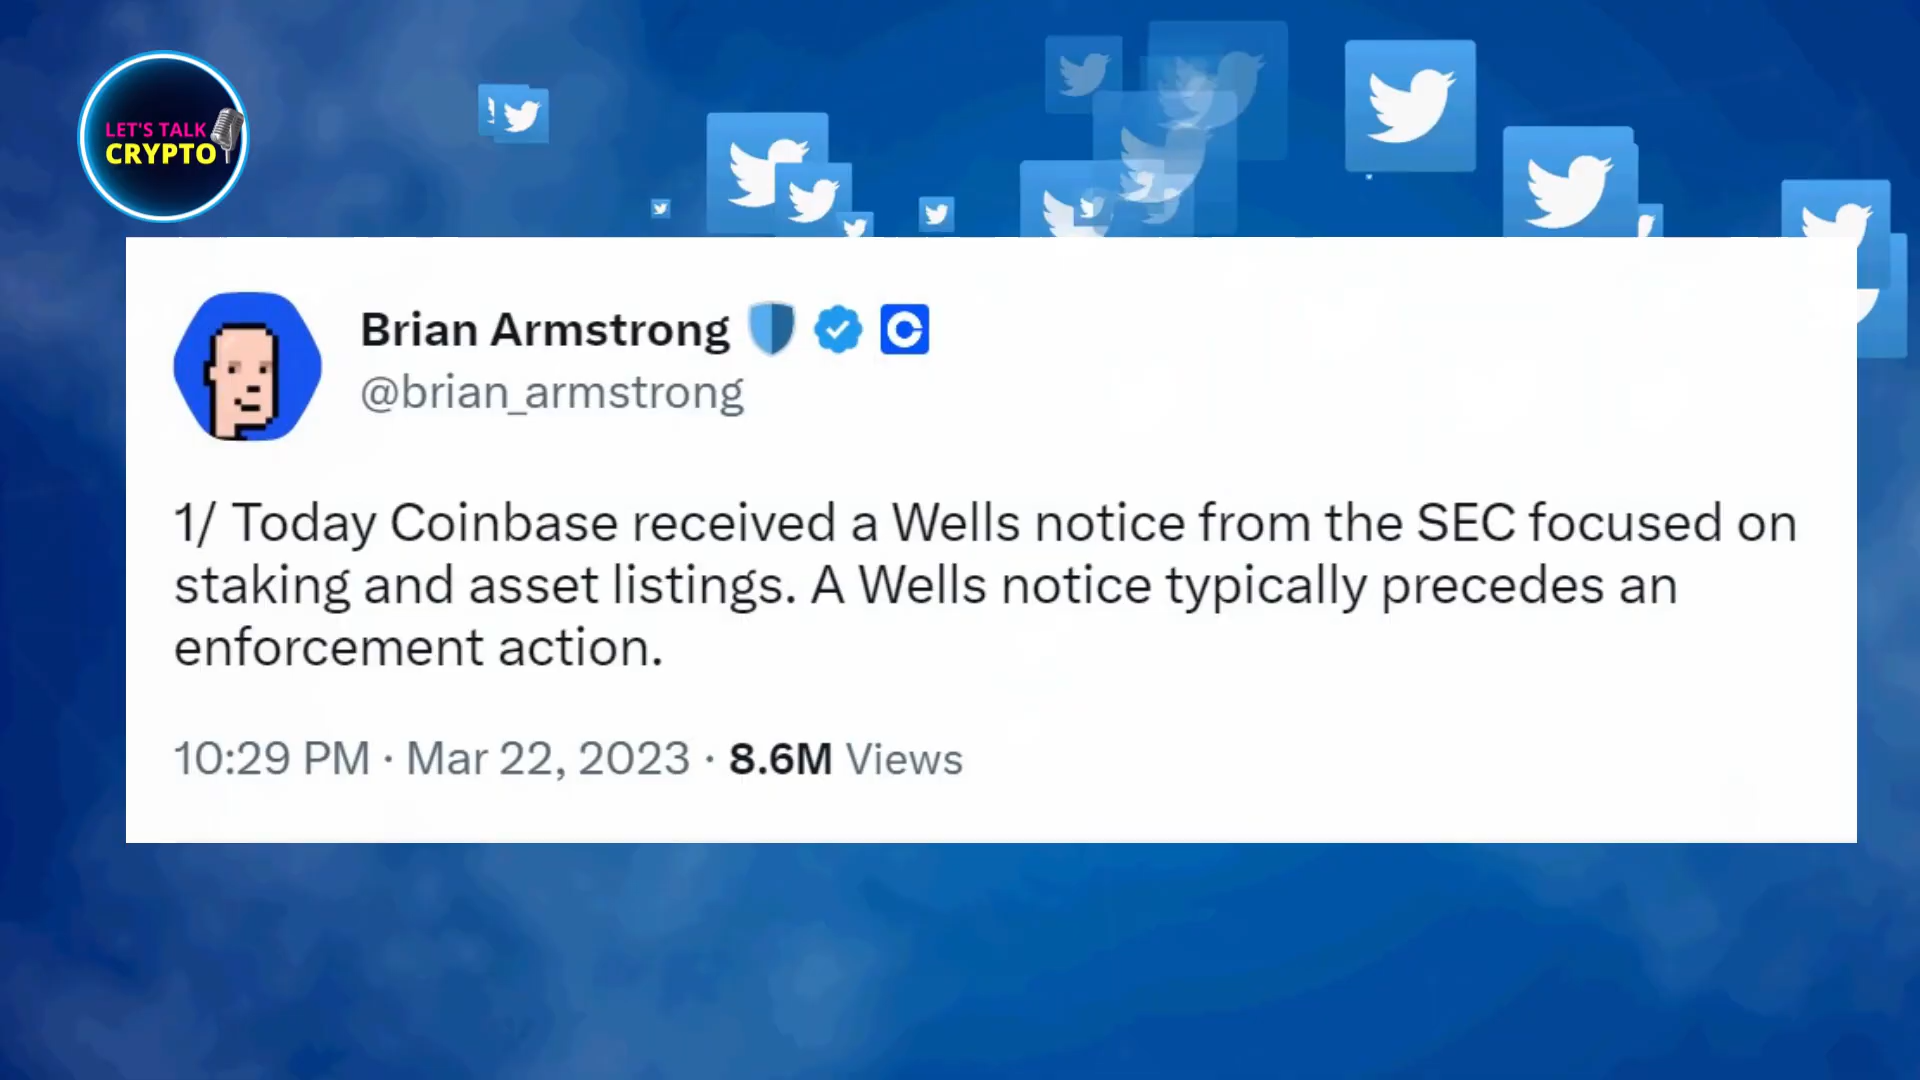 LET'S TALK
CRYPTO
Brian Armstrong
@brian_armstrong
1/ Today Coinbase received a Wells notice from the SEC focused on
staking and asset listings. A Wells notice typically precedes an
enforcement action.
10:29 PM · Mar 22, 2023 · 8.6M Views